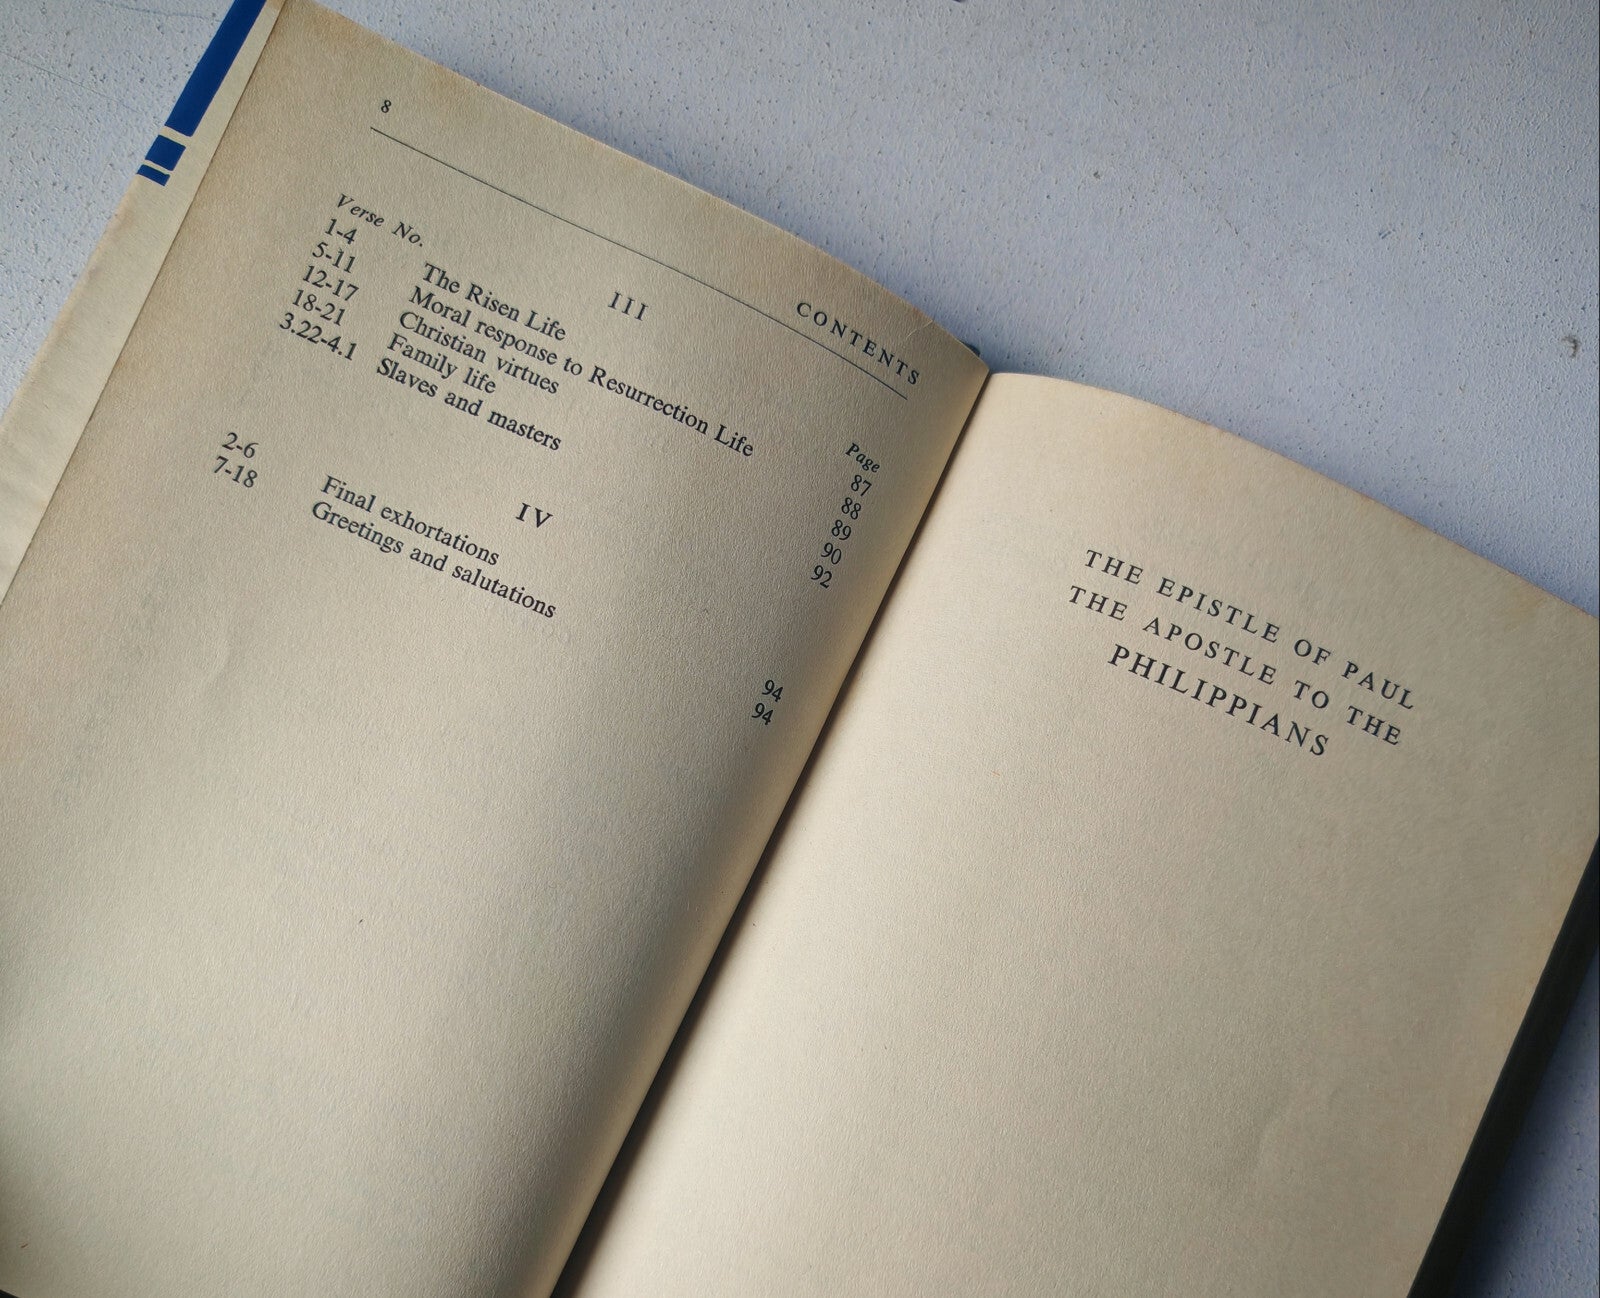 8 CONTENTS
III
Verse No. Page
1-4 The Risen Life 87
5-11 Moral response to Resurrection Life 88
12-17 Christian virtues 89
18-21 Family life 90
3.22-4.1 Slaves and masters 92
IV
2-6 Final exhortations 94
7-18 Greetings and salutations 94
THE EPISTLE OF PAUL
THE APOSTLE TO THE
PHILIPPIANS